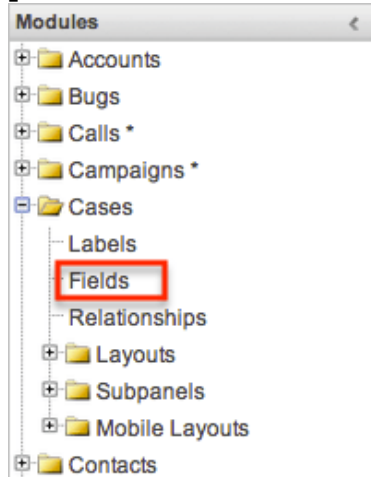 Modules
Accounts
Bugs
Calls *
Campaigns *
Cases
Labels
Fields
Relationships
Layouts
Subpanels
Mobile Layouts
Contacts